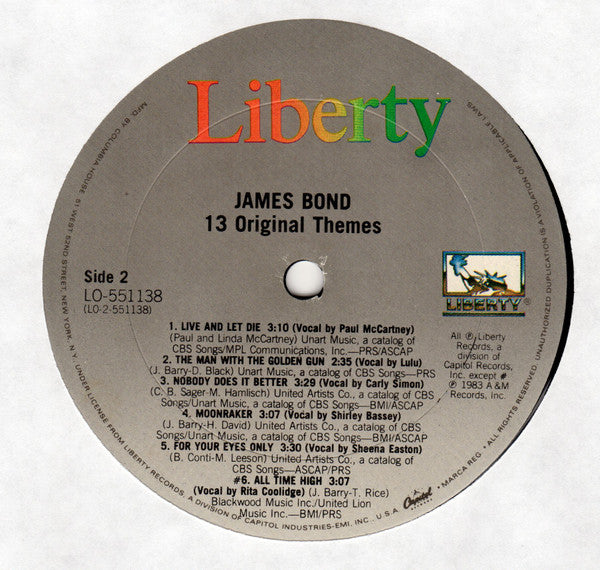 Liberty
JAMES BOND
13 Original Themes
Side 2
LO-551138
(LO-2-551138)
LIBERTY®
All Ⓟ Liberty
Records, a
division of
Capitol Records,
Inc. except #
Ⓟ 1983 A & M
Records, Inc.
1. LIVE AND LET DIE 3:10 (Vocal by Paul McCartney)
(Paul and Linda McCartney) Unart Music, a catalog of
CBS Songs/MPL Communications, Inc.—PRS/ASCAP
2. THE MAN WITH THE GOLDEN GUN 2:35 (Vocal by Lulu)
(J. Barry-D. Black) Unart Music, a catalog of CBS Songs—BMI/PRS
3. NOBODY DOES IT BETTER 3:29 (Vocal by Carly Simon)
(C. B. Sager-M. Hamlisch) United Artists Co., a catalog of CBS
Songs/Unart Music, a catalog of CBS Songs—BMI/ASCAP
4. MOONRAKER 3:07 (Vocal by Shirley Bassey)
(J. Barry-H. David) United Artists Co., a catalog of CBS
Songs/Unart Music, a catalog of CBS Songs—BMI/ASCAP
5. FOR YOUR EYES ONLY 3:30 (Vocal by Sheena Easton)
(B. Conti-M. Leeson) United Artists Co., a catalog of
CBS Songs—ASCAP/PRS
#6. ALL TIME HIGH 3:07
(Vocal by Rita Coolidge) (J. Barry-T. Rice)
Blackwood Music Inc./United Lion
Music Inc.—BMI/PRS
MFD. BY COLUMBIA HOUSE, 51 WEST 52ND STREET, NEW YORK, N.Y. UNDER LICENSE FROM LIBERTY RECORDS, A DIVISION OF CAPITOL INDUSTRIES-EMI, INC., U.S.A.
Capitol
MARCA REG. • ALL RIGHTS RESERVED. UNAUTHORIZED DUPLICATION IS A VIOLATION OF APPLICABLE LAWS